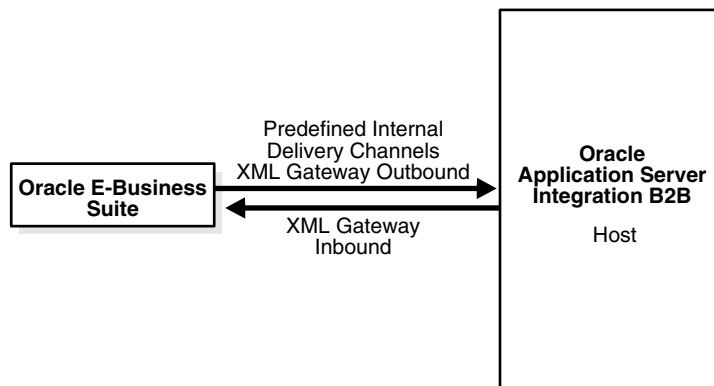 Oracle E-Business
Suite
Predefined Internal
Delivery Channels
XML Gateway Outbound
XML Gateway
Inbound
Oracle
Application Server
Integration B2B
Host